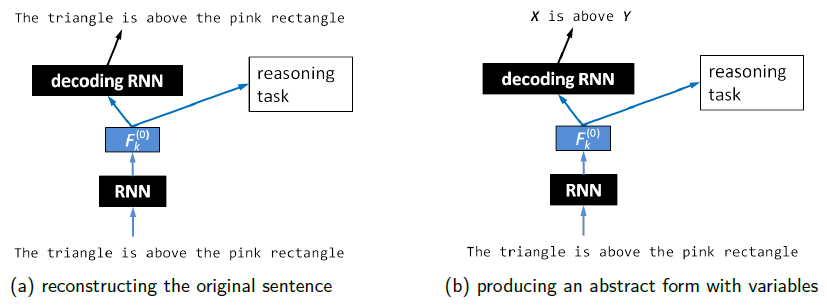 The triangle is above the pink rectangle
decoding RNN
reasoning
task
F_k^(0)
RNN
The triangle is above the pink rectangle
(a) reconstructing the original sentence
X is above Y
decoding RNN
reasoning
task
F_k^(0)
RNN
The triangle is above the pink rectangle
(b) producing an abstract form with variables